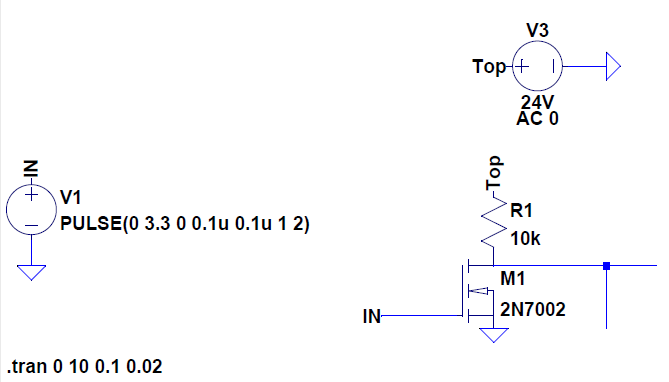 V3
Top
24V
AC 0
IN
V1
PULSE(0 3.3 0 0.1u 0.1u 1 2)
Top
R1
10k
M1
2N7002
IN
.tran 0 10 0.1 0.02